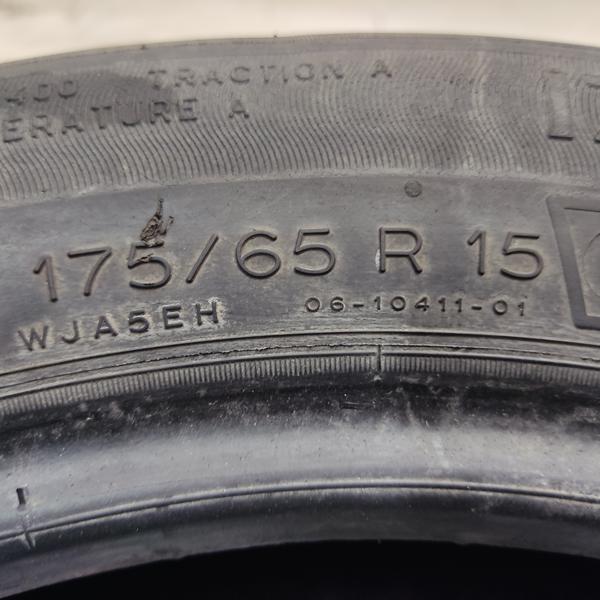 400 TRACTION A
ERATURE A
175/65 R 15
WJA5EH 06-10411-01